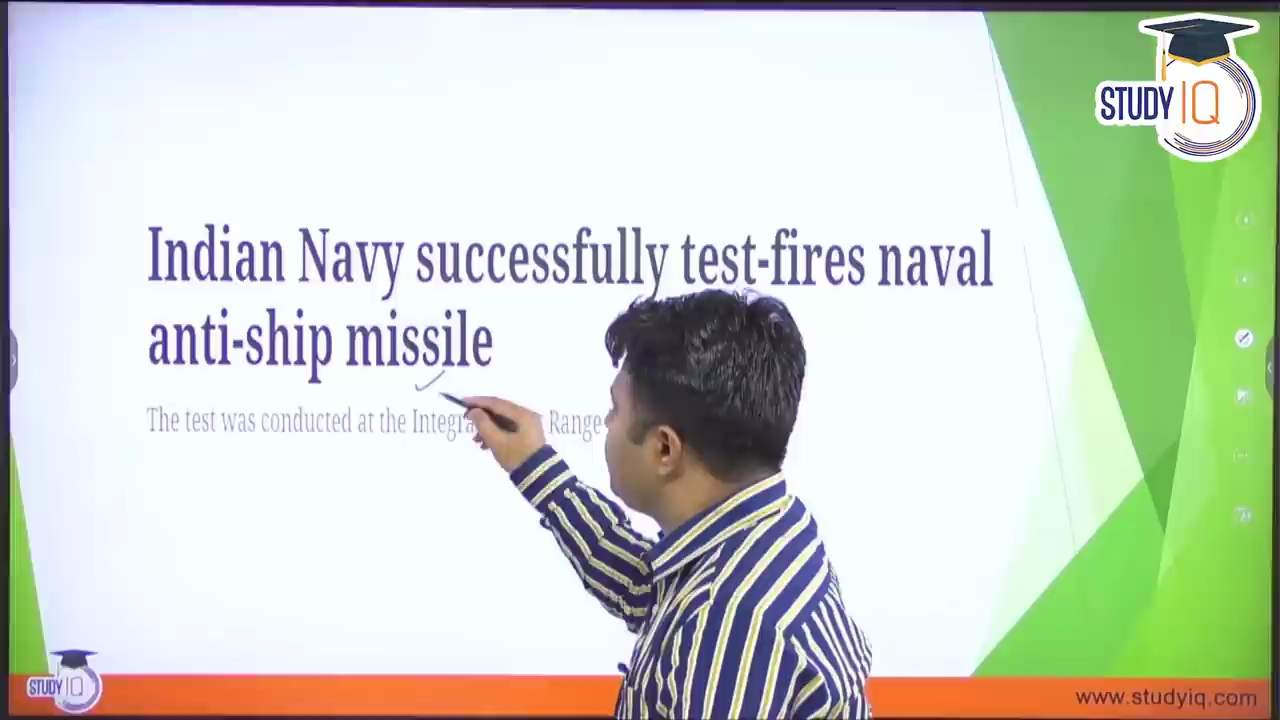 STUDY IQ
Indian Navy successfully test-fires naval
anti-ship missile
The test was conducted at the Range
STUDY IQ
www.studyiq.com